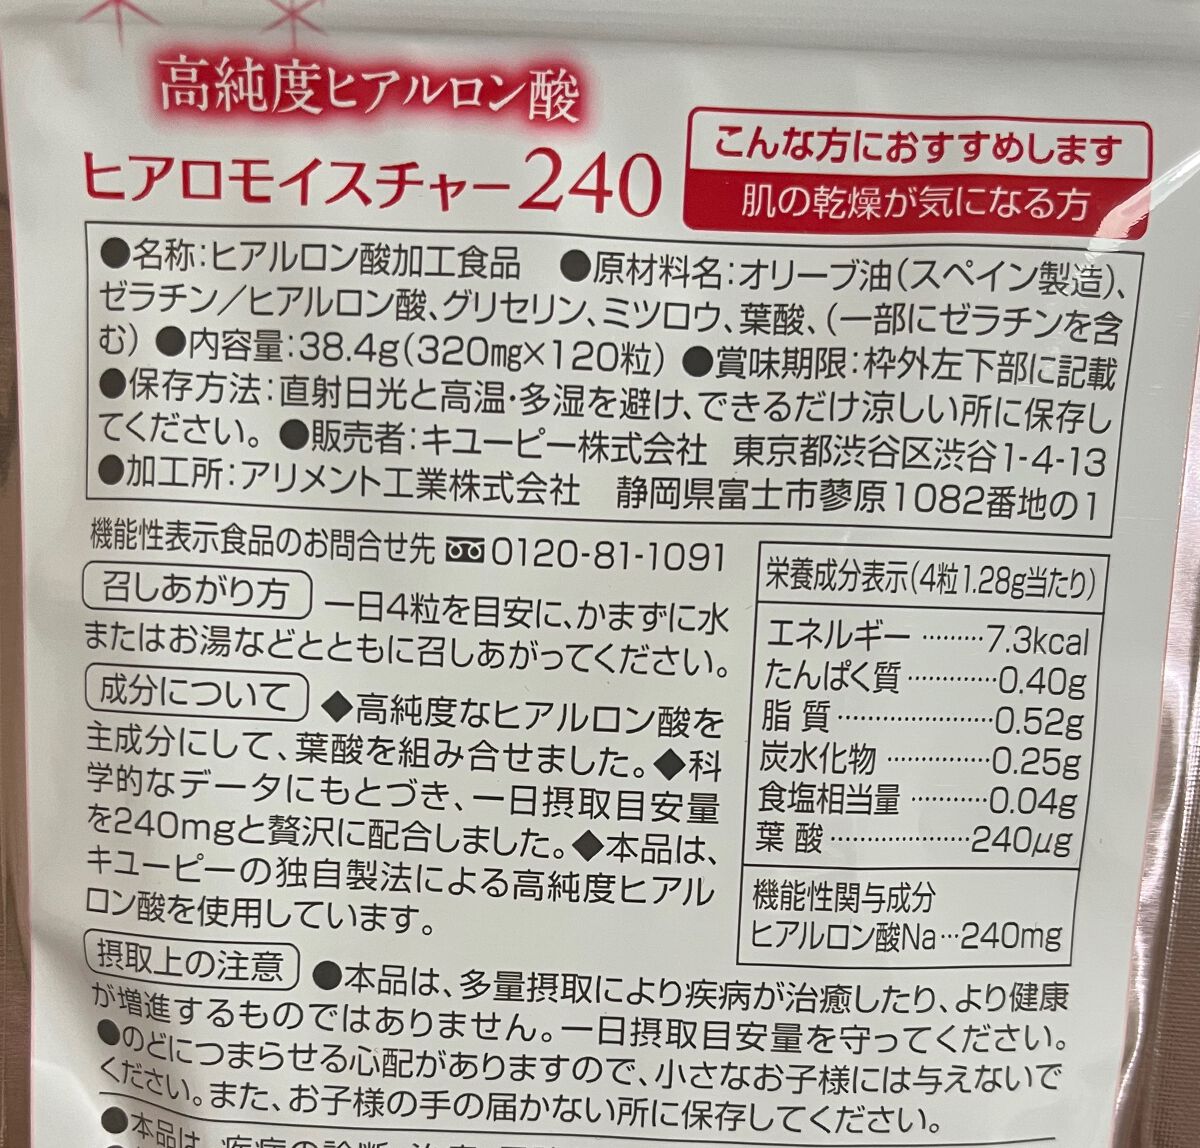 高純度ヒアルロン酸
ヒアロモイスチャー240
こんな方におすすめします
肌の乾燥が気になる方
●名称:ヒアルロン酸加工食品 ●原材料名:オリーブ油(スペイン製造)、
ゼラチン/ヒアルロン酸、グリセリン、ミツロウ、葉酸、(一部にゼラチンを含
む) ●内容量:38.4g(320mg×120粒) ●賞味期限:枠外左下部に記載
●保存方法:直射日光と高温・多湿を避け、できるだけ涼しい所に保存し
てください。 ●販売者:キユーピー株式会社 東京都渋谷区渋谷1-4-13
●加工所:アリメント工業株式会社 静岡県富士市蓼原1082番地の1
機能性表示食品のお問合せ先 0120-81-1091
召しあがり方 一日4粒を目安に、かまずに水
またはお湯などとともに召しあがってください。
成分について ◆高純度なヒアルロン酸を
主成分にして、葉酸を組み合せました。◆科
学的なデータにもとづき、一日摂取目安量
を240mgと贅沢に配合しました。◆本品は、
キユーピーの独自製法による高純度ヒアル
ロン酸を使用しています。
栄養成分表示(4粒1.28g当たり)
エネルギー………7.3kcal
たんぱく質…………0.40g
脂質…………………0.52g
炭水化物……………0.25g
食塩相当量…………0.04g
葉酸…………………240μg
機能性関与成分
ヒアルロン酸Na…240mg
摂取上の注意 ●本品は、多量摂取により疾病が治癒したり、より健康
が増進するものではありません。一日摂取目安量を守ってください。
●のどにつまらせる心配がありますので、小さなお子様には与えないで
ください。また、お子様の手の届かない所に保存してください。
●本品は、疾病の診断、治療、